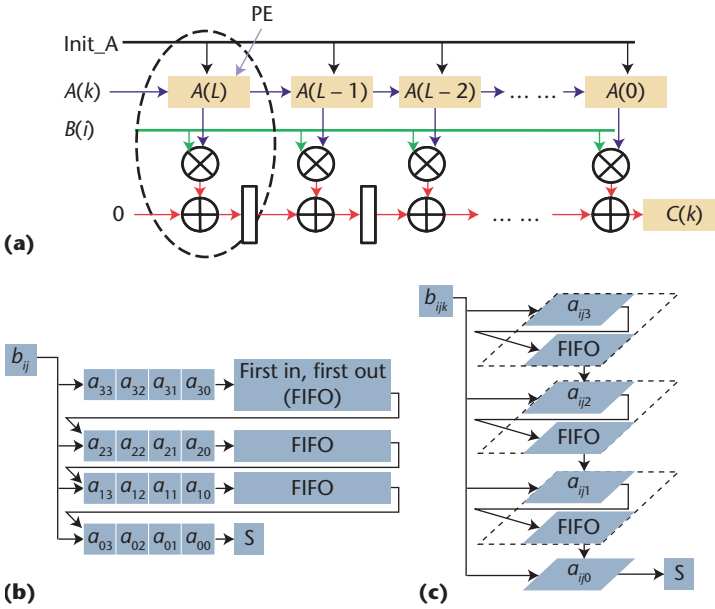 PE
Init_A
A(k)
A(L)
A(L – 1)
A(L – 2)
... ...
A(0)
B(i)
0
... ...
C(k)
(a)
b_ij
a_33 a_32 a_31 a_30
First in, first out
(FIFO)
a_23 a_22 a_21 a_20
FIFO
a_13 a_12 a_11 a_10
FIFO
a_03 a_02 a_01 a_00
S
(b)
b_ijk
a_ij3
FIFO
a_ij2
FIFO
a_ij1
FIFO
a_ij0
S
(c)